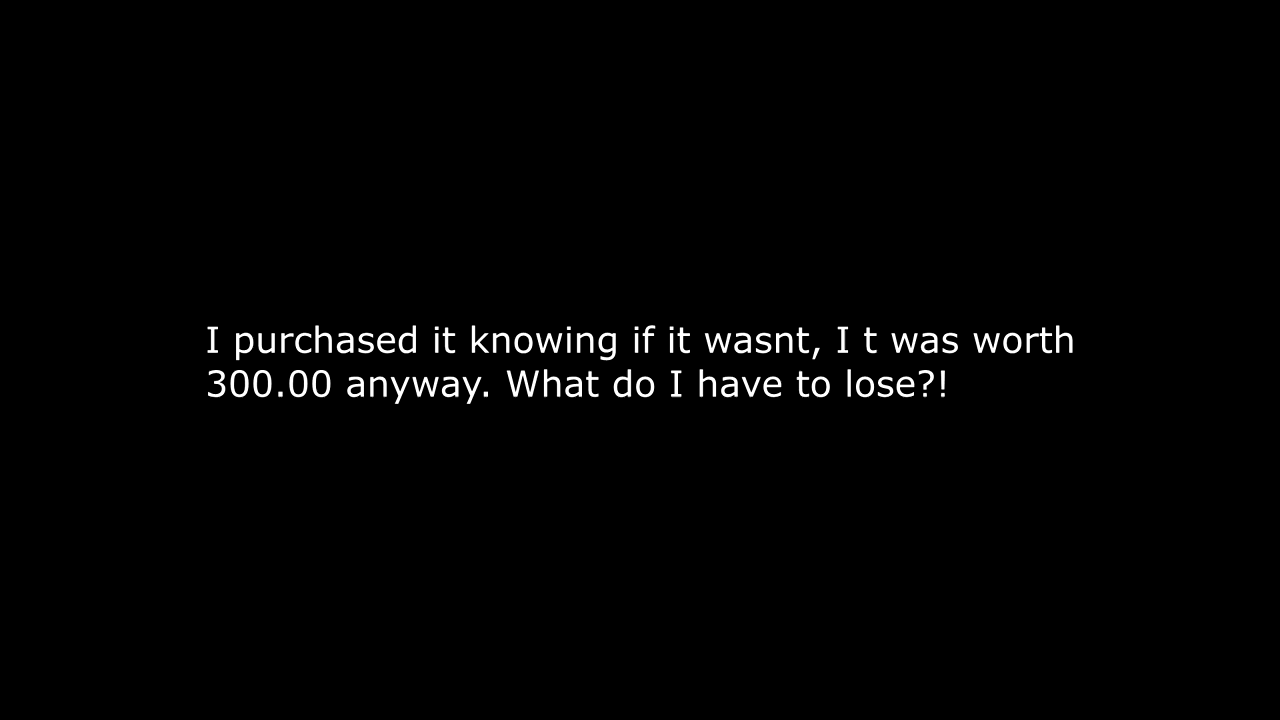 I purchased it knowing if it wasnt, I t was worth
300.00 anyway. What do I have to lose?!